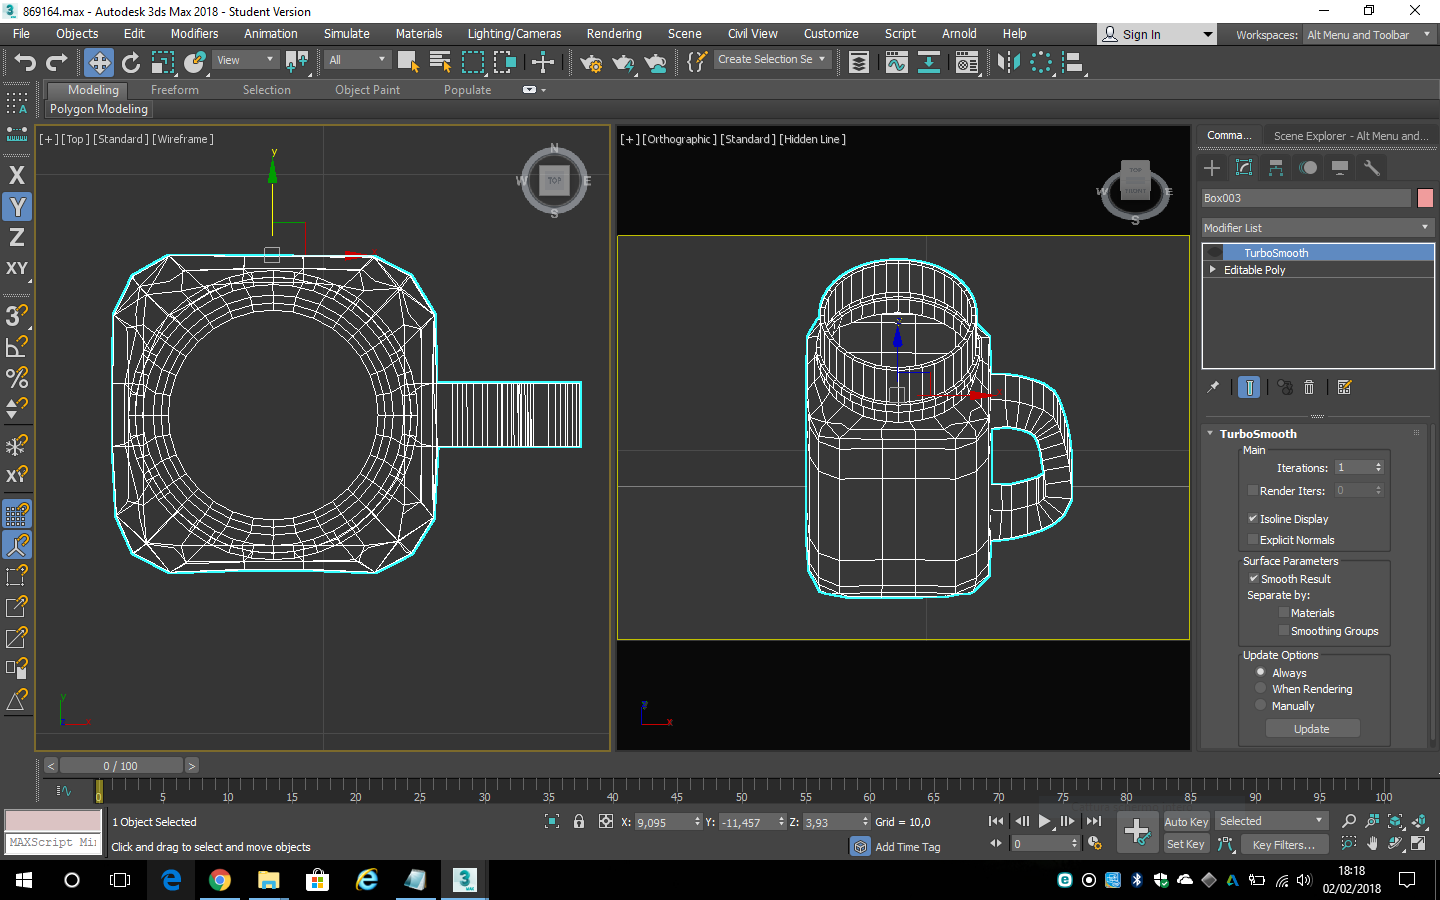 869164.max - Autodesk 3ds Max 2018 - Student Version
File Objects Edit Modifiers Animation Simulate Materials Lighting/Cameras Rendering Scene Civil View Customize Script Arnold Help Sign In Workspaces: Alt Menu and Toolbar
View All Create Selection Se
Modeling Freeform Selection Object Paint Populate
Polygon Modeling
[+] [Top] [Standard] [Wireframe]
[+] [Orthographic] [Standard] [Hidden Line]
Comma... Scene Explorer - Alt Menu and...
N
W TOP E
S
TOP
W FRONT E
S
X
Y
Z
XY
3
%
XY
y
y
x
y
x
Box003
Modifier List
TurboSmooth
Editable Poly
TurboSmooth
Main
Iterations: 1
Render Iters: 0
Isoline Display
Explicit Normals
Surface Parameters
Smooth Result
Separate by:
Materials
Smoothing Groups
Update Options
Always
When Rendering
Manually
Update
< 0 / 100 >
0 5 10 15 20 25 30 35 40 45 50 55 60 65 70 75 80 85 90 95 100
1 Object Selected X: 9,095 Y: -11,457 Z: 3,93 Grid = 10,0 Auto Key Selected
MAXScript Mi
Click and drag to select and move objects Add Time Tag 0 Set Key Key Filters...
3
MAX
18:18
02/02/2018